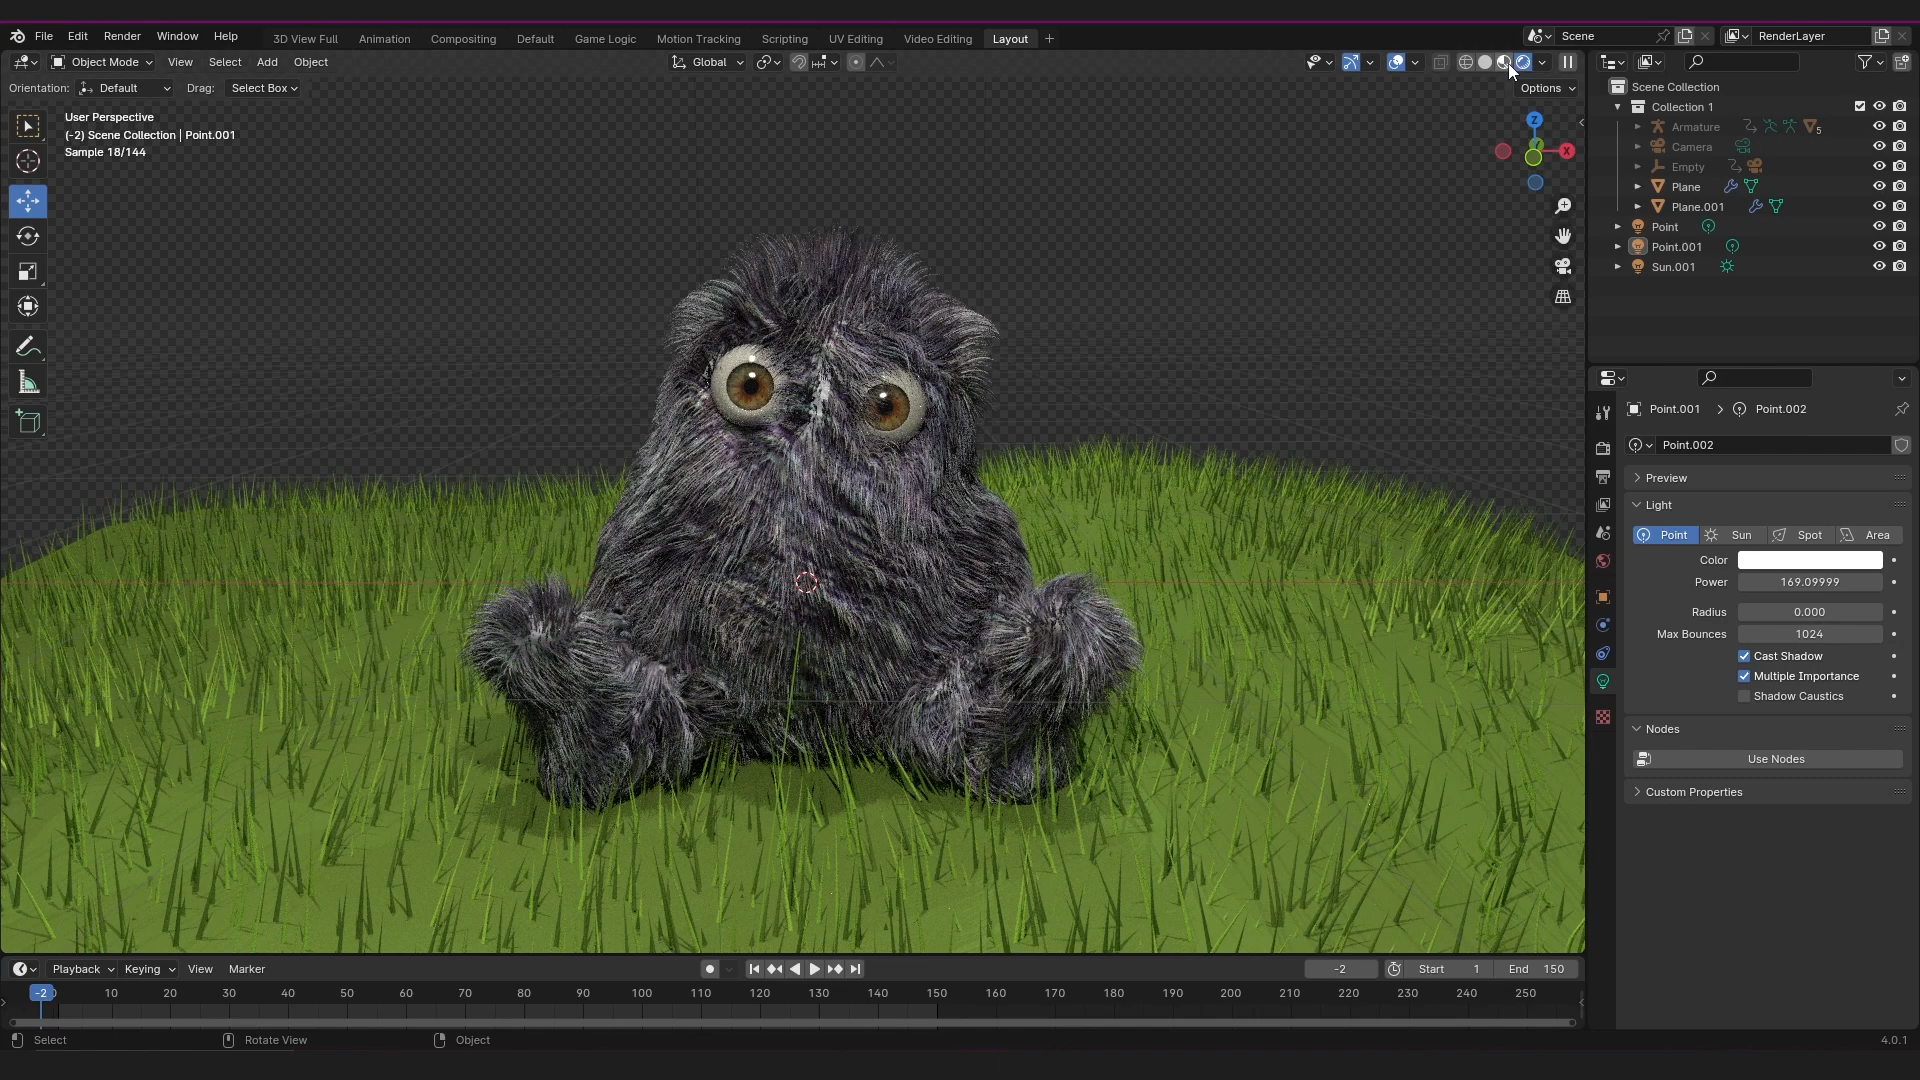 File Edit Render Window Help 3D View Full Animation Compositing Default Game Logic Motion Tracking Scripting UV Editing Video Editing Layout + Scene RenderLayer
Object Mode View Select Add Object Global
Orientation: Default Drag: Select Box Options
User Perspective
(-2) Scene Collection | Point.001
Sample 18/144
Z
X
Scene Collection
Collection 1
Armature 5
Camera
Empty
Plane
Plane.001
Point
Point.001
Sun.001
Point.001 Point.002
Point.002
Preview
Light
Point Sun Spot Area
Color
Power 169.09999
Radius 0.000
Max Bounces 1024
Cast Shadow
Multiple Importance
Shadow Caustics
Nodes
Use Nodes
Custom Properties
Playback Keying View Marker -2 Start 1 End 150
-2 10 20 30 40 50 60 70 80 90 100 110 120 130 140 150 160 170 180 190 200 210 220 230 240 250
Select Rotate View Object 4.0.1